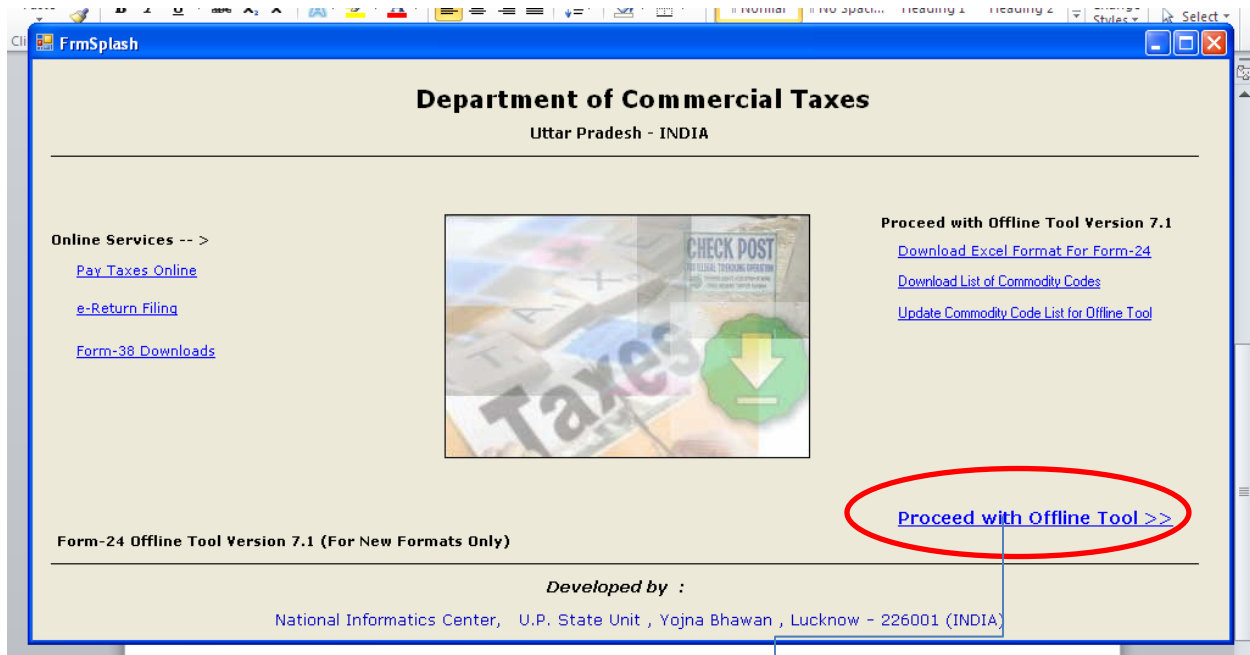 Normal
No Spaci...
Heading 1
Heading 2
Change
Styles
Select
FrmSplash
Department of Commercial Taxes
Uttar Pradesh - INDIA
Online Services -- >
Pay Taxes Online
e-Return Filing
Form-38 Downloads
CHECK POST
Taxes
Proceed with Offline Tool Version 7.1
Download Excel Format For Form-24
Download List of Commodity Codes
Update Commodity Code List for Offline Tool
Proceed with Offline Tool >>
Form-24 Offline Tool Version 7.1 (For New Formats Only)
Developed by :
National Informatics Center, U.P. State Unit , Yojna Bhawan , Lucknow - 226001 (INDIA)